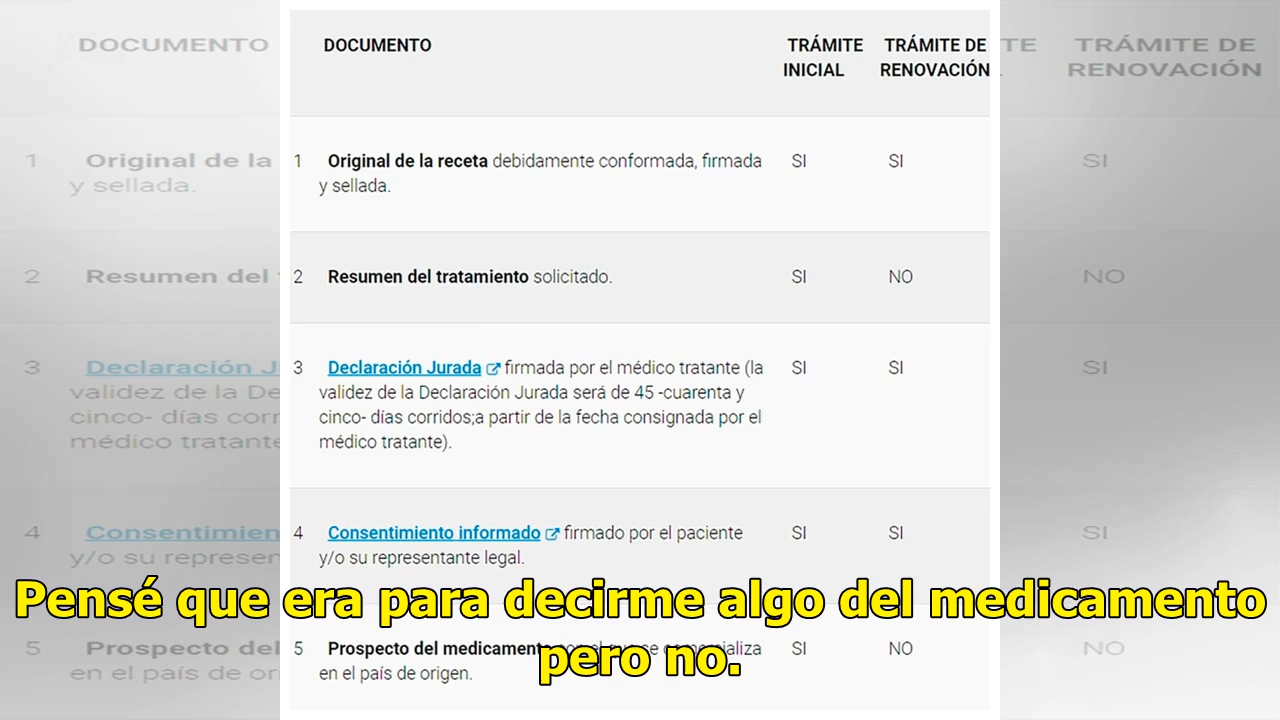 DOCUMENTO
TRÁMITE INICIAL
TRÁMITE DE RENOVACIÓN
1 Original de la receta debidamente conformada, firmada SI SI
y sellada.
2 Resumen del tratamiento solicitado. SI NO
3 Declaración Jurada firmada por el médico tratante (la SI SI
validez de la Declaración Jurada será de 45 -cuarenta y
cinco- días corridos;a partir de la fecha consignada por el
médico tratante).
4 Consentimiento informado firmado por el paciente SI SI
y/o su representante legal.
5 Prospecto del medicamento SI NO
en el país de origen.
Pensé que era para decirme algo del medicamento
pero no.